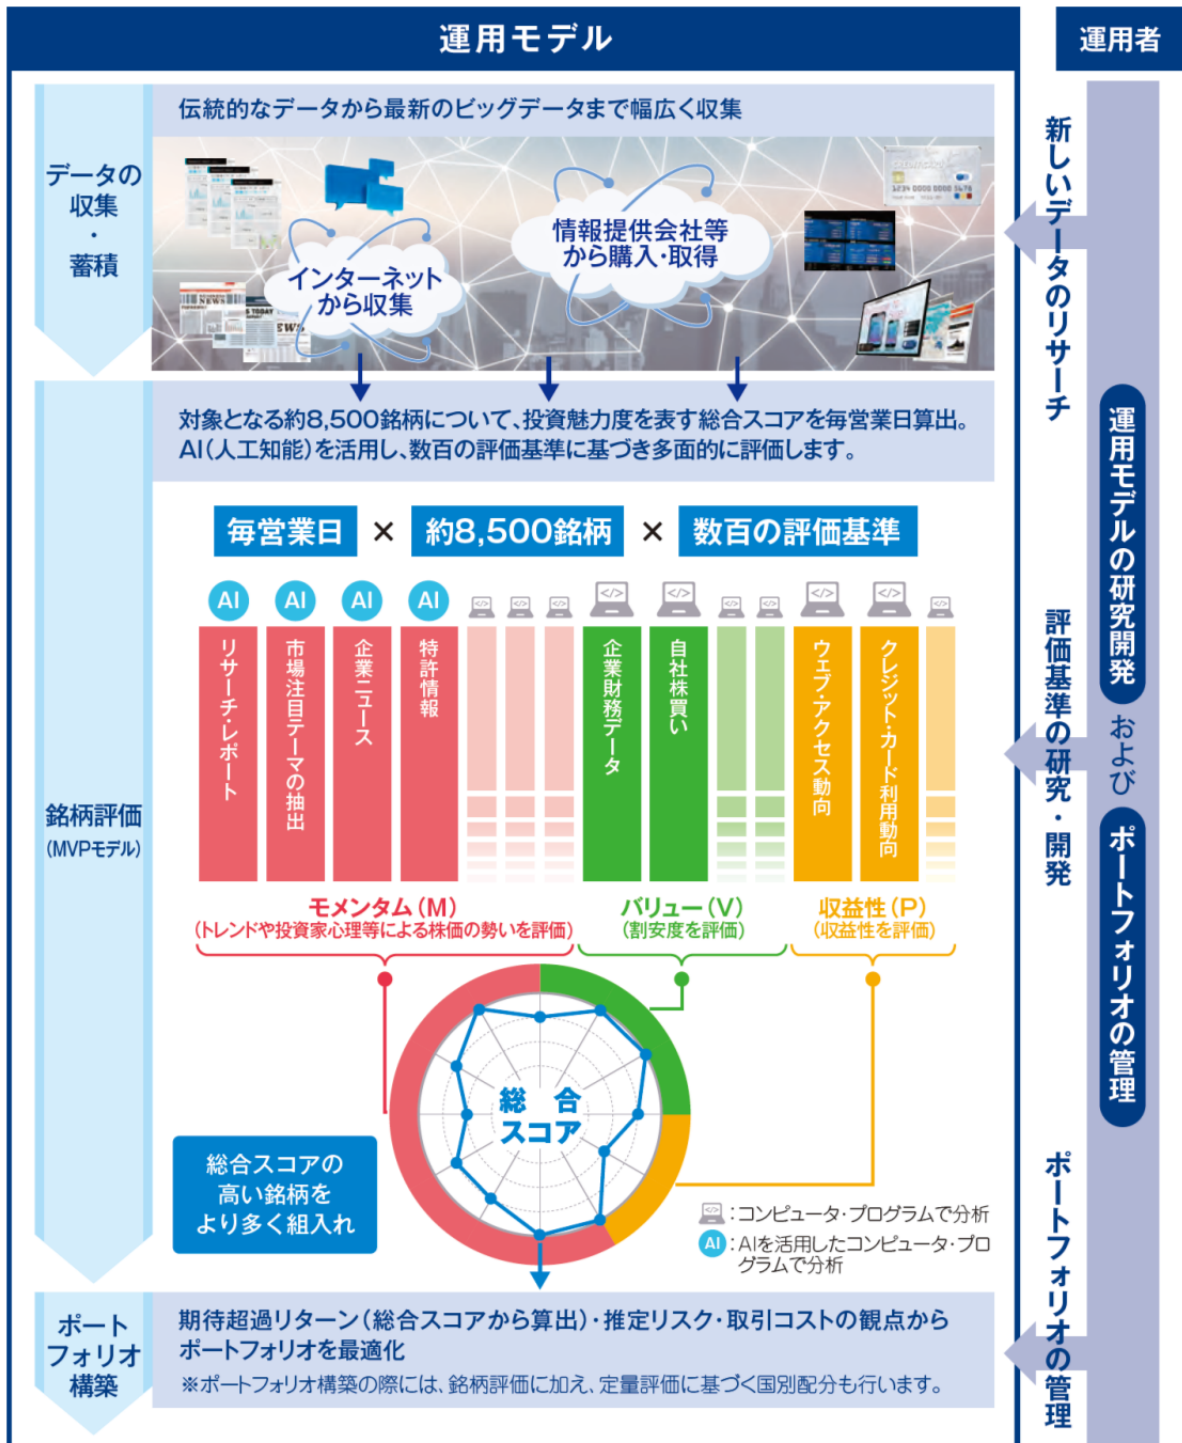 運用モデル
運用者
データの
収集
・
蓄積
伝統的なデータから最新のビッグデータまで幅広く収集
インターネット
から収集
情報提供会社等
から購入・取得
NEWS
1234 0000 0000 5678
新しいデータのリサーチ
対象となる約8,500銘柄について、投資魅力度を表す総合スコアを毎営業日算出。
AI（人工知能）を活用し、数百の評価基準に基づき多面的に評価します。
銘柄評価
（MVPモデル）
毎営業日 × 約8,500銘柄 × 数百の評価基準
AI
AI
AI
AI
リサーチ・レポート
市場注目テーマの抽出
企業ニュース
特許情報
企業財務データ
自社株買い
ウェブ・アクセス動向
クレジット・カード利用動向
モメンタム（M）
（トレンドや投資家心理等による株価の勢いを評価）
バリュー（V）
（割安度を評価）
収益性（P）
（収益性を評価）
総合
スコア
総合スコアの
高い銘柄を
より多く組入れ
：コンピュータ・プログラムで分析
AI：AIを活用したコンピュータ・プロ
グラムで分析
評価基準の研究・開発
運用モデルの研究開発
および
ポートフォリオの管理
ポート
フォリオ
構築
期待超過リターン（総合スコアから算出）・推定リスク・取引コストの観点から
ポートフォリオを最適化
※ポートフォリオ構築の際には、銘柄評価に加え、定量評価に基づく国別配分も行います。
ポートフォリオの管理